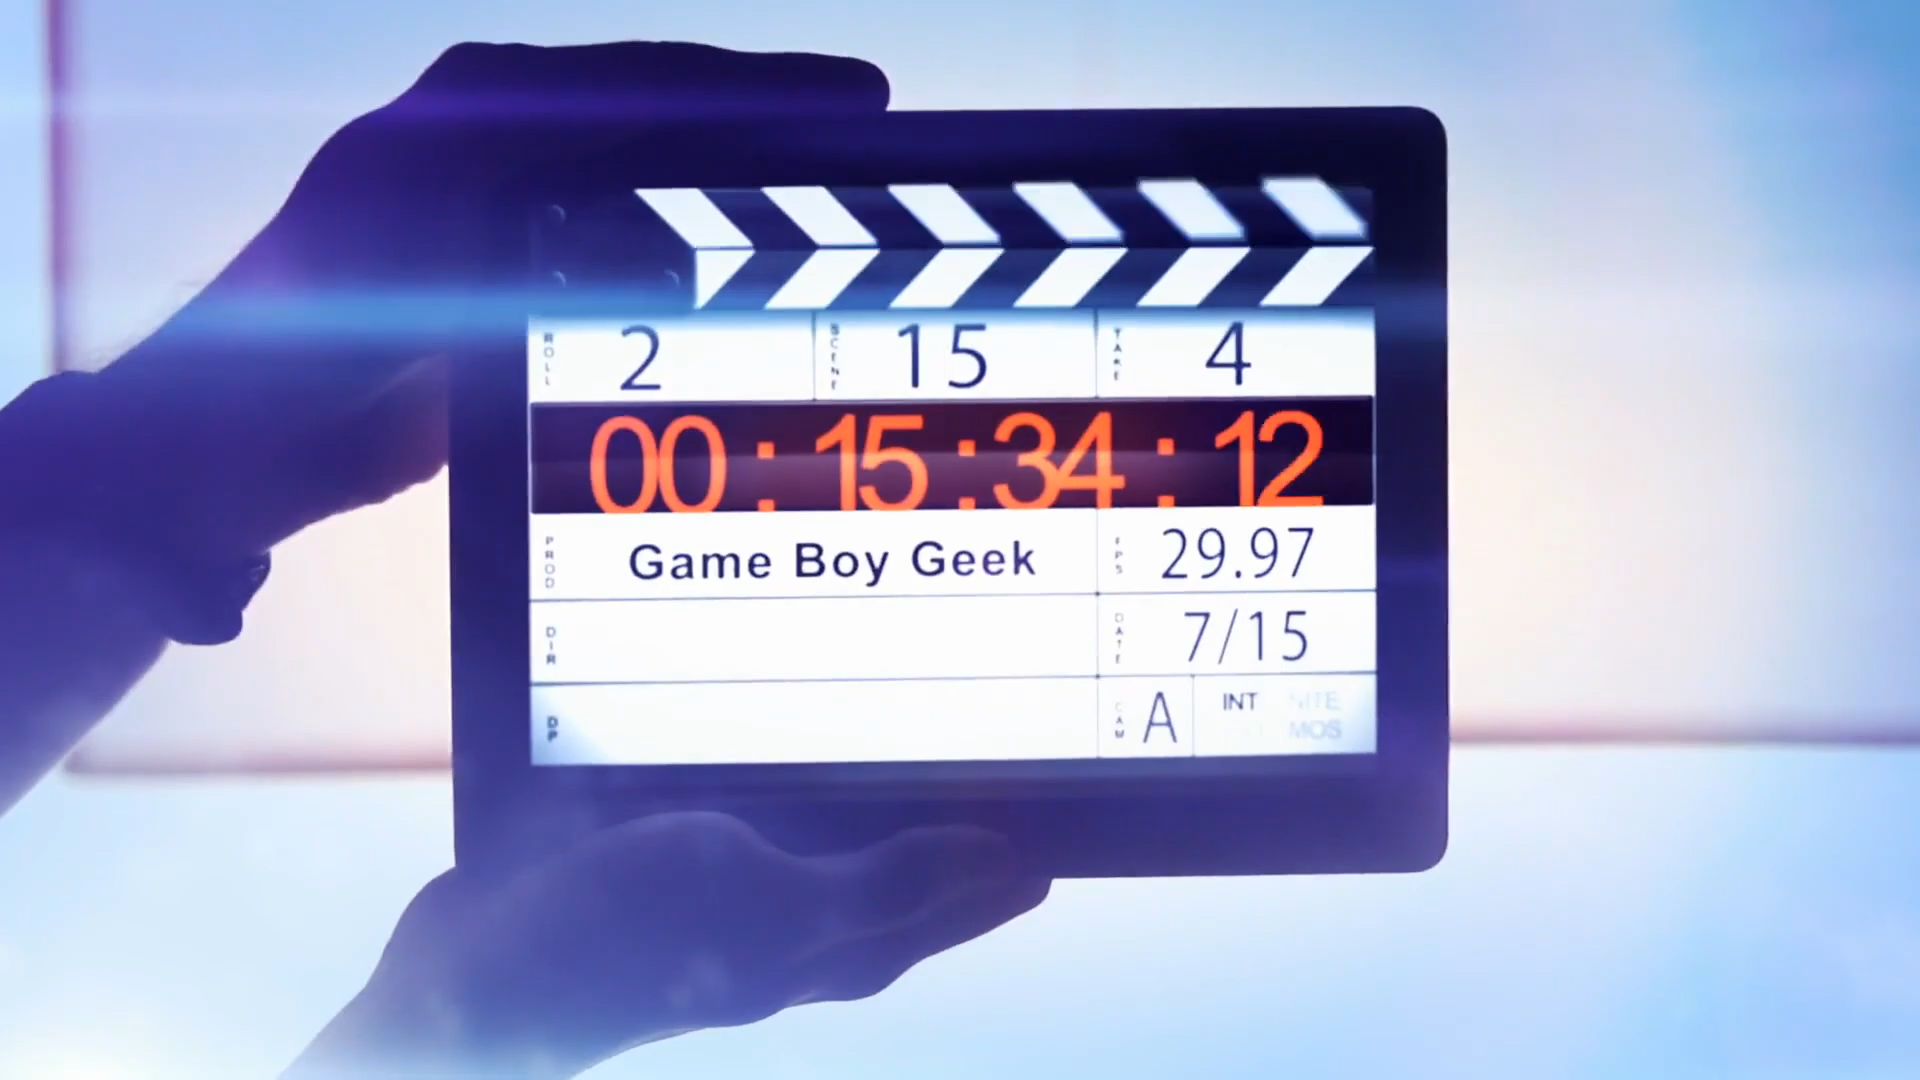 ROLL 2 SCENE 15 TAKE 4
00:15:34:12
PROD Game Boy Geek FPS 29.97
DIR DATE 7/15
DP CAM A INT NITE
MOS